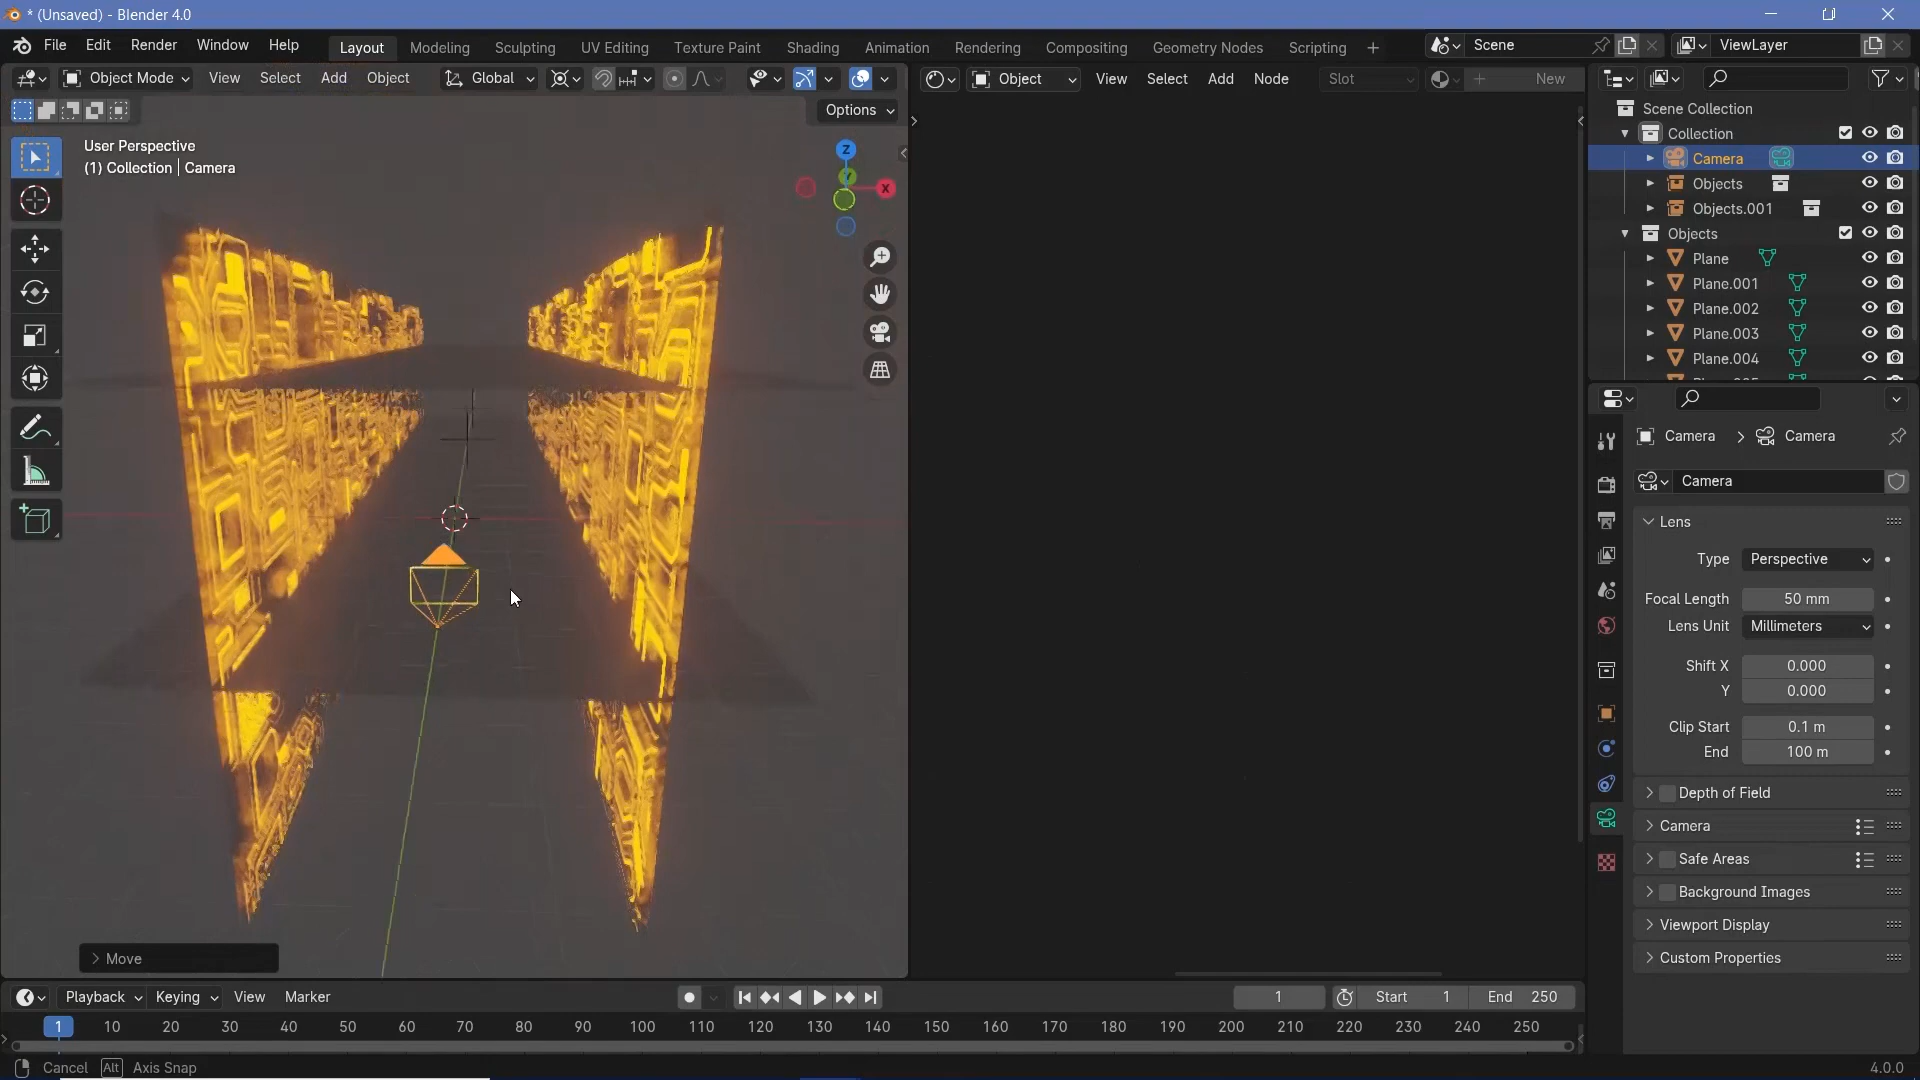 * (Unsaved) - Blender 4.0
File Edit Render Window Help Layout Modeling Sculpting UV Editing Texture Paint Shading Animation Rendering Compositing Geometry Nodes Scripting + Scene ViewLayer
Object Mode View Select Add Object Global
Object View Select Add Node Slot New
Options
User Perspective
(1) Collection | Camera
Z
X
Move
Scene Collection
Collection
Camera
Objects
Objects.001
Objects
Plane
Plane.001
Plane.002
Plane.003
Plane.004
Camera > Camera
Camera
Lens
Type Perspective
Focal Length 50 mm
Lens Unit Millimeters
Shift X 0.000
Y 0.000
Clip Start 0.1 m
End 100 m
Depth of Field
Camera
Safe Areas
Background Images
Viewport Display
Custom Properties
Playback Keying View Marker 1 Start 1 End 250
1 10 20 30 40 50 60 70 80 90 100 110 120 130 140 150 160 170 180 190 200 210 220 230 240 250
Cancel Alt Axis Snap 4.0.0